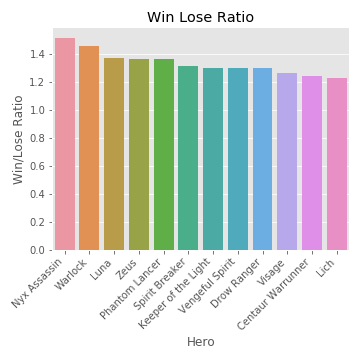 Win Lose Ratio
Win/Lose Ratio
1.4
1.2
1.0
0.8
0.6
0.4
0.2
0.0
Nyx Assassin
Warlock
Luna
Zeus
Phantom Lancer
Spirit Breaker
Keeper of the Light
Vengeful Spirit
Drow Ranger
Visage
Centaur Warrunner
Lich
Hero